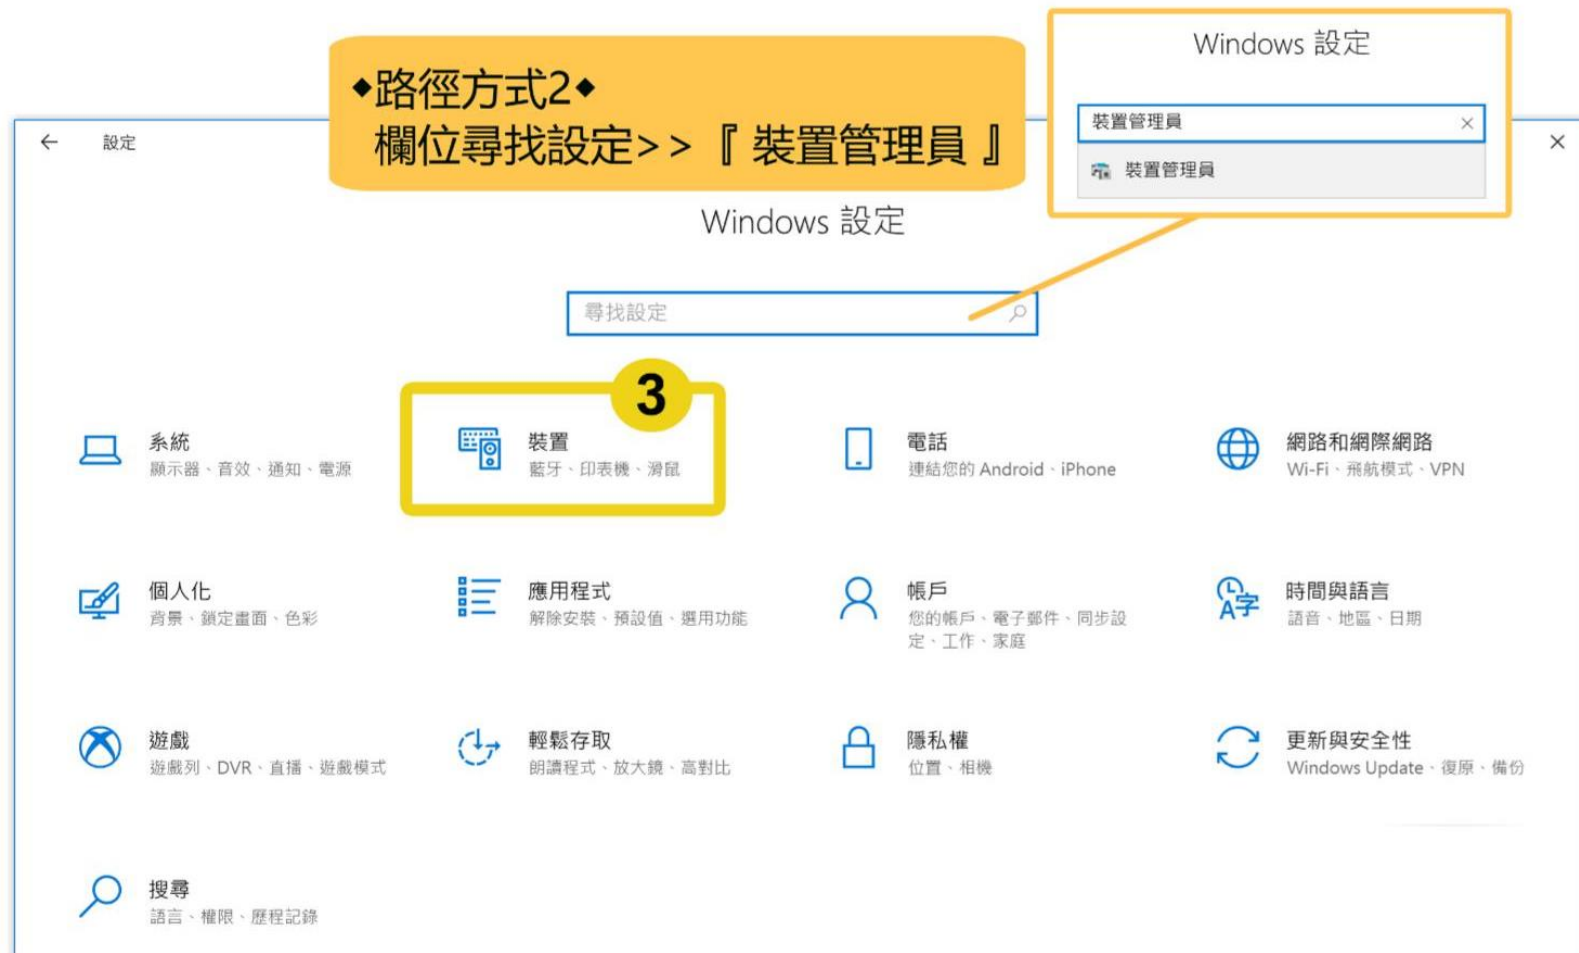 ◆路徑方式2◆
欄位尋找設定>>『裝置管理員』
Windows 設定
裝置管理員
裝置管理員
設定
Windows 設定
尋找設定
3
系統
顯示器、音效、通知、電源
裝置
藍牙、印表機、滑鼠
電話
連結您的 Android、iPhone
網路和網際網路
Wi-Fi、飛航模式、VPN
個人化
背景、鎖定畫面、色彩
應用程式
解除安裝、預設值、選用功能
帳戶
您的帳戶、電子郵件、同步設
定、工作、家庭
時間與語言
語音、地區、日期
遊戲
遊戲列、DVR、直播、遊戲模式
輕鬆存取
朗讀程式、放大鏡、高對比
隱私權
位置、相機
更新與安全性
Windows Update、復原、備份
搜尋
語言、權限、歷程記錄